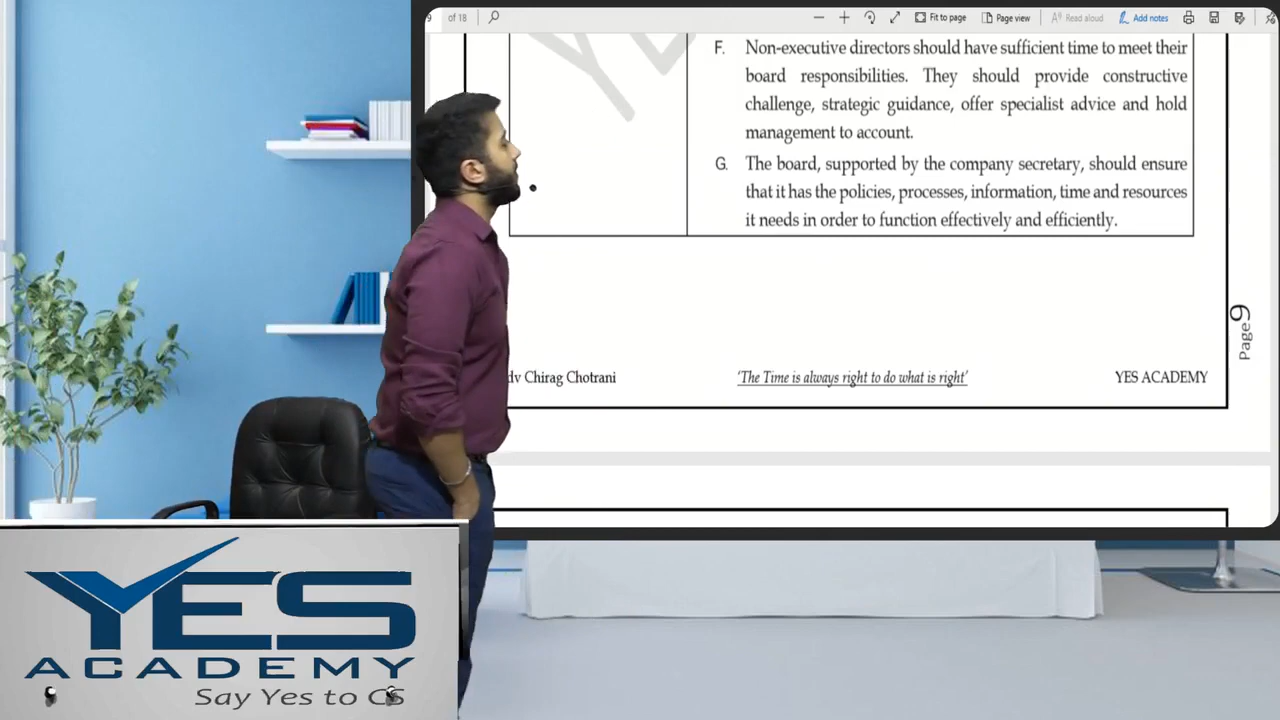 9 of 18
Fit to page
Page view
Read aloud
Add notes
F. Non-executive directors should have sufficient time to meet their
board responsibilities. They should provide constructive
challenge, strategic guidance, offer specialist advice and hold
management to account.
G. The board, supported by the company secretary, should ensure
that it has the policies, processes, information, time and resources
it needs in order to function effectively and efficiently.
Page 9
dv Chirag Chotrani
‘The Time is always right to do what is right’
YES ACADEMY
YES
ACADEMY
Say Yes to CS